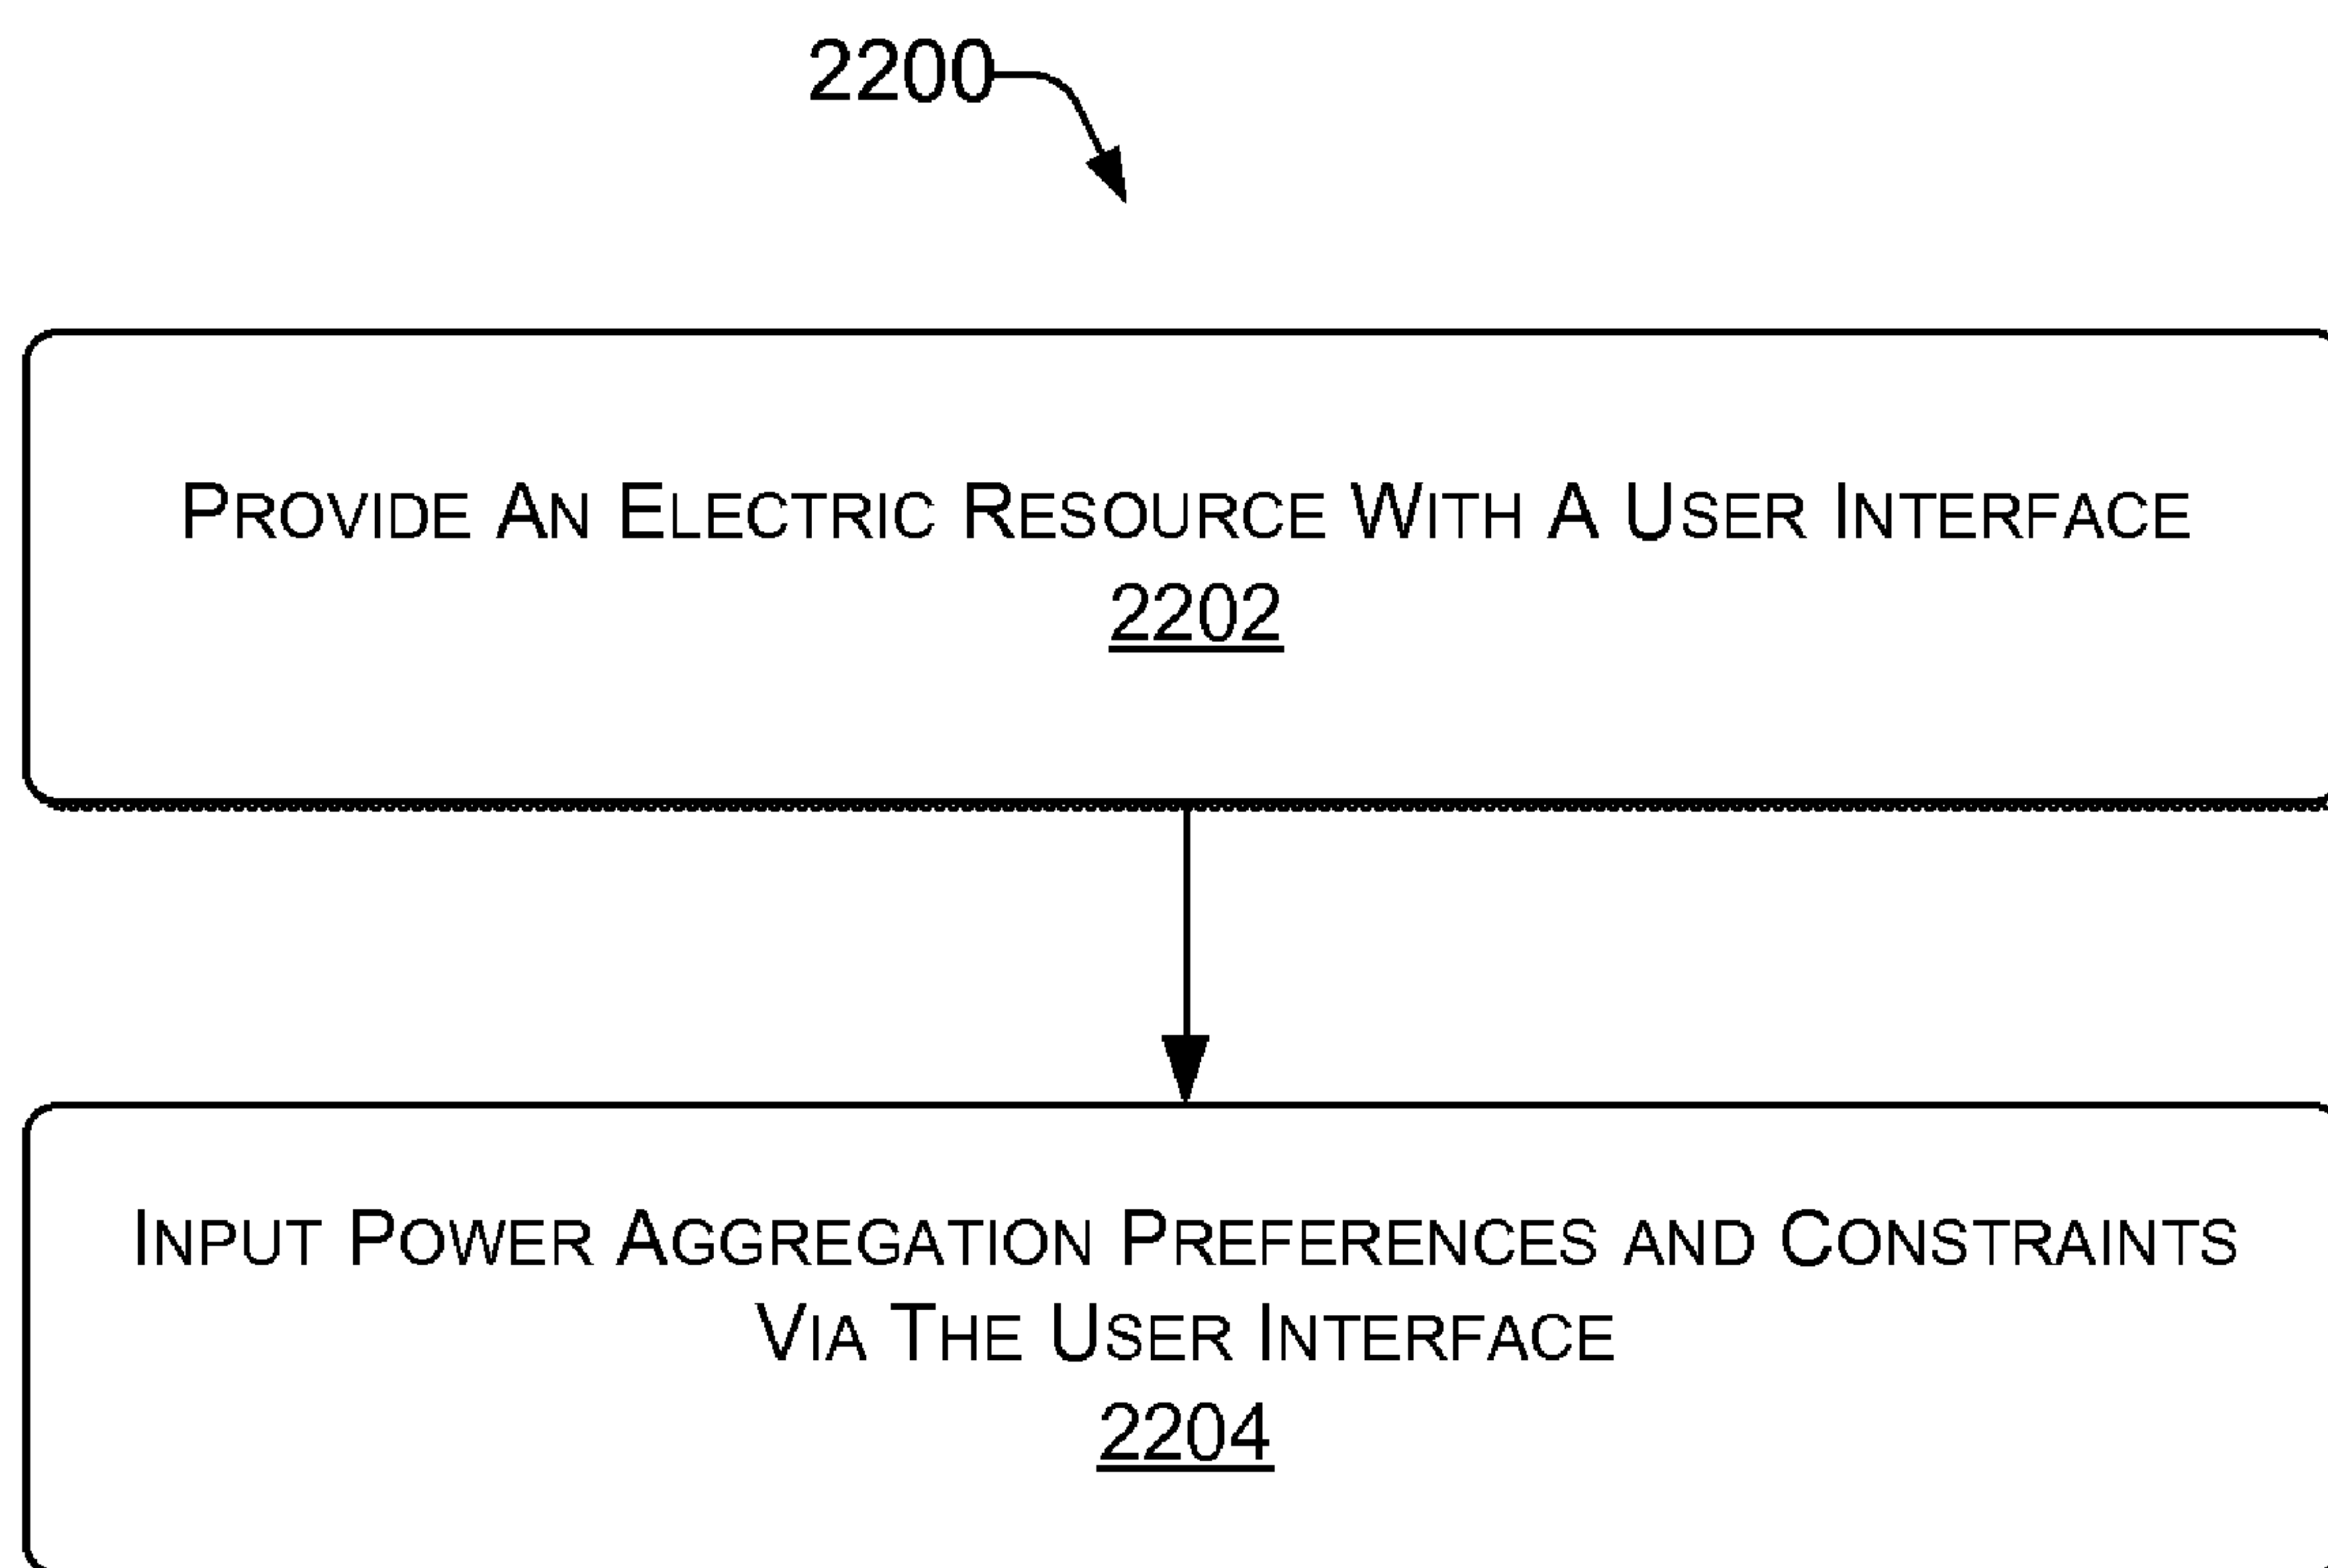 2200
PROVIDE AN ELECTRIC RESOURCE WITH A USER INTERFACE
2202
INPUT POWER AGGREGATION PREFERENCES AND CONSTRAINTS
VIA THE USER INTERFACE
2204